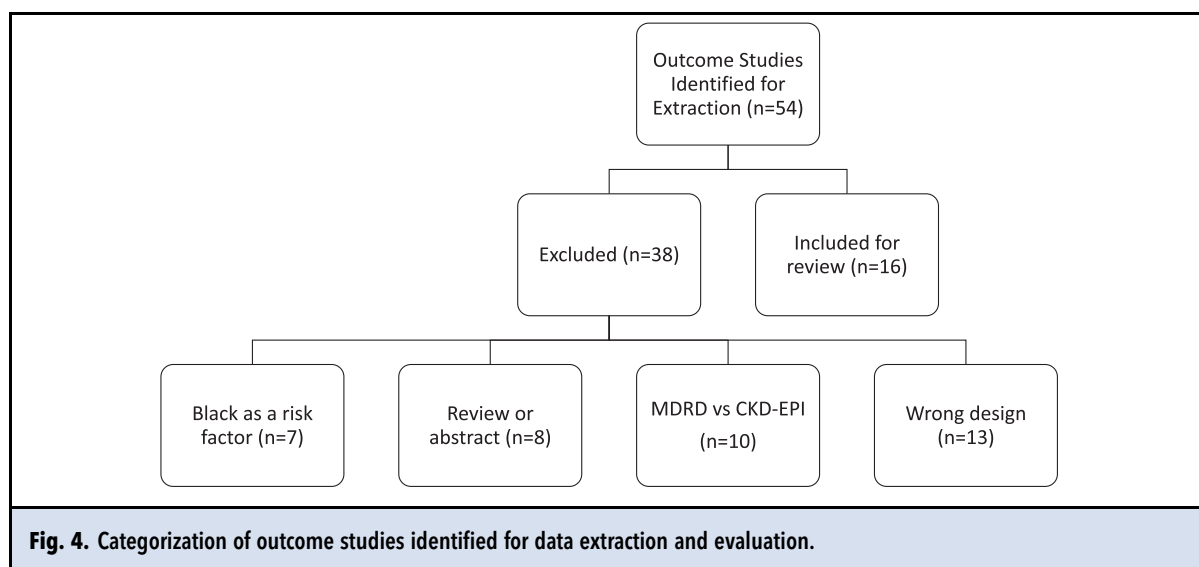 Outcome Studies
Identified for
Extraction (n=54)
Excluded (n=38)
Included for
review (n=16)
Black as a risk
factor (n=7)
Review or
abstract (n=8)
MDRD vs CKD-EPI
(n=10)
Wrong design
(n=13)
Fig. 4. Categorization of outcome studies identified for data extraction and evaluation.